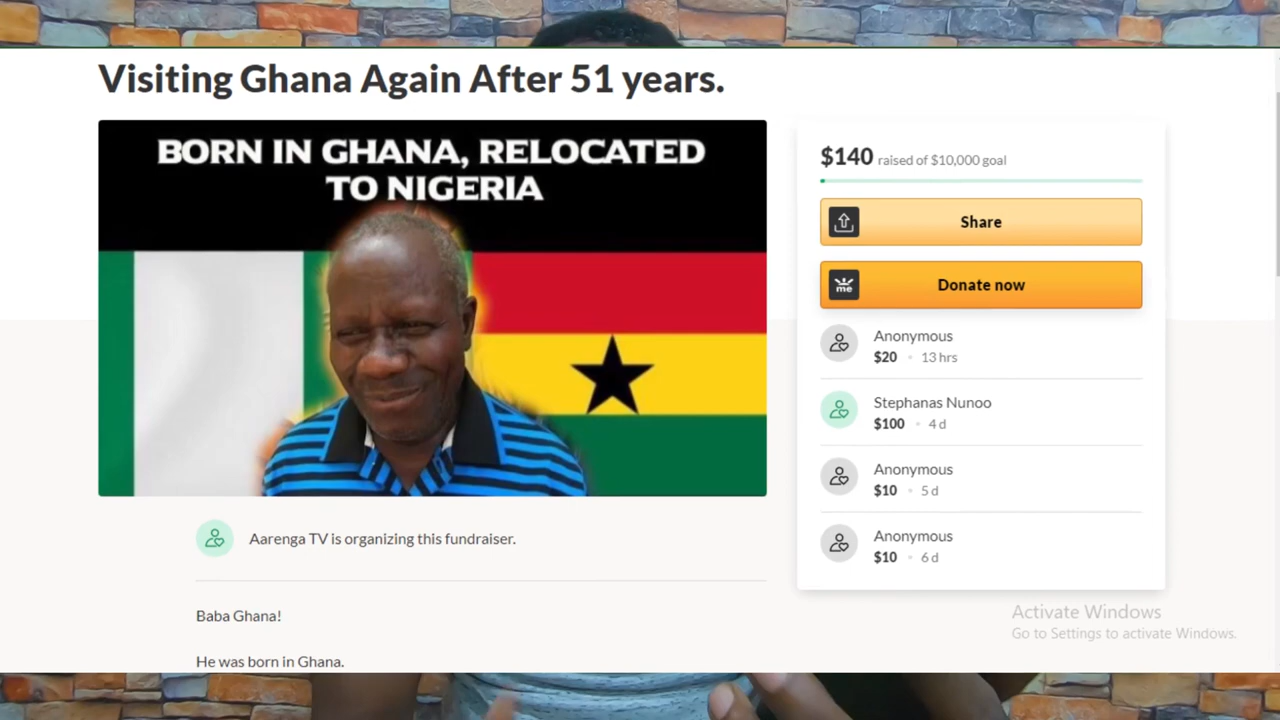 Visiting Ghana Again After 51 years.
BORN IN GHANA, RELOCATED
TO NIGERIA
Aarenga TV is organizing this fundraiser.
Baba Ghana!
He was born in Ghana.
$140 raised of $10,000 goal
Share
me
Donate now
Anonymous
$20 • 13 hrs
Stephanas Nunoo
$100 • 4 d
Anonymous
$10 • 5 d
Anonymous
$10 • 6 d
Activate Windows
Go to Settings to activate Windows.